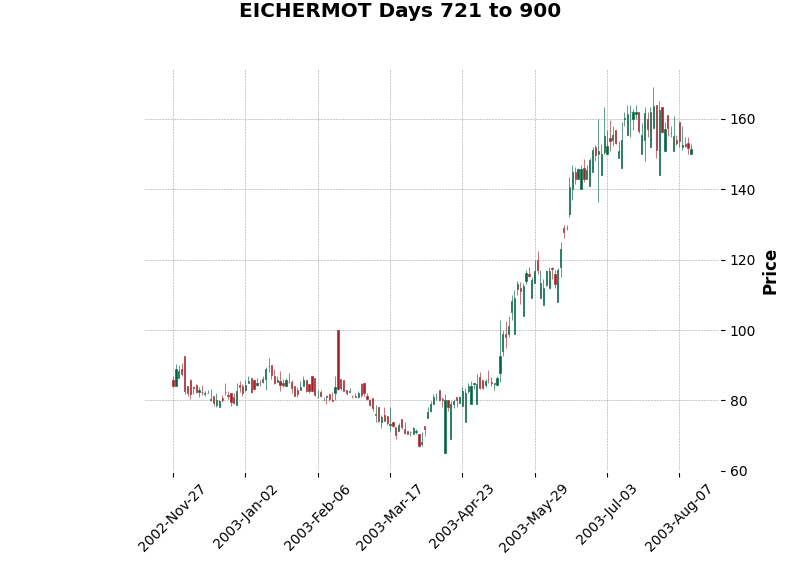 EICHERMOT Days 721 to 900
160
140
120
100
80
60
Price
2002-Nov-27
2003-Jan-02
2003-Feb-06
2003-Mar-17
2003-Apr-23
2003-May-29
2003-Jul-03
2003-Aug-07